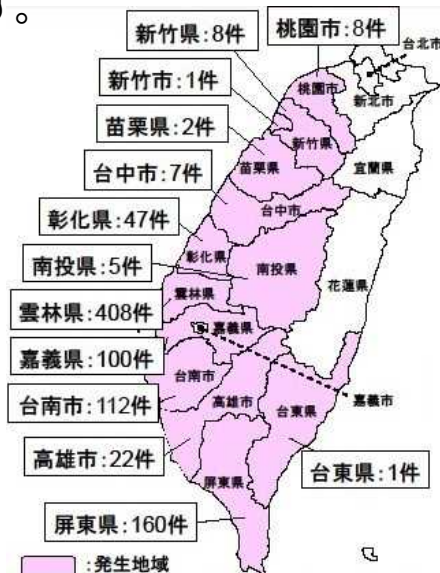 。
新竹県:8件
桃園市:8件
台北市
新竹市:1件
桃園市
新北市
苗栗県:2件
新竹県
苗栗県
宜蘭県
台中市:7件
台中市
彰化県:47件
彰化県
南投県:5件
南投県
花蓮県
雲林県
雲林県:408件
嘉義県
嘉義県:100件
台南市
嘉義市
台南市:112件
高雄市
台東県
高雄市:22件
台東県:1件
屏東県
屏東県:160件
:発生地域